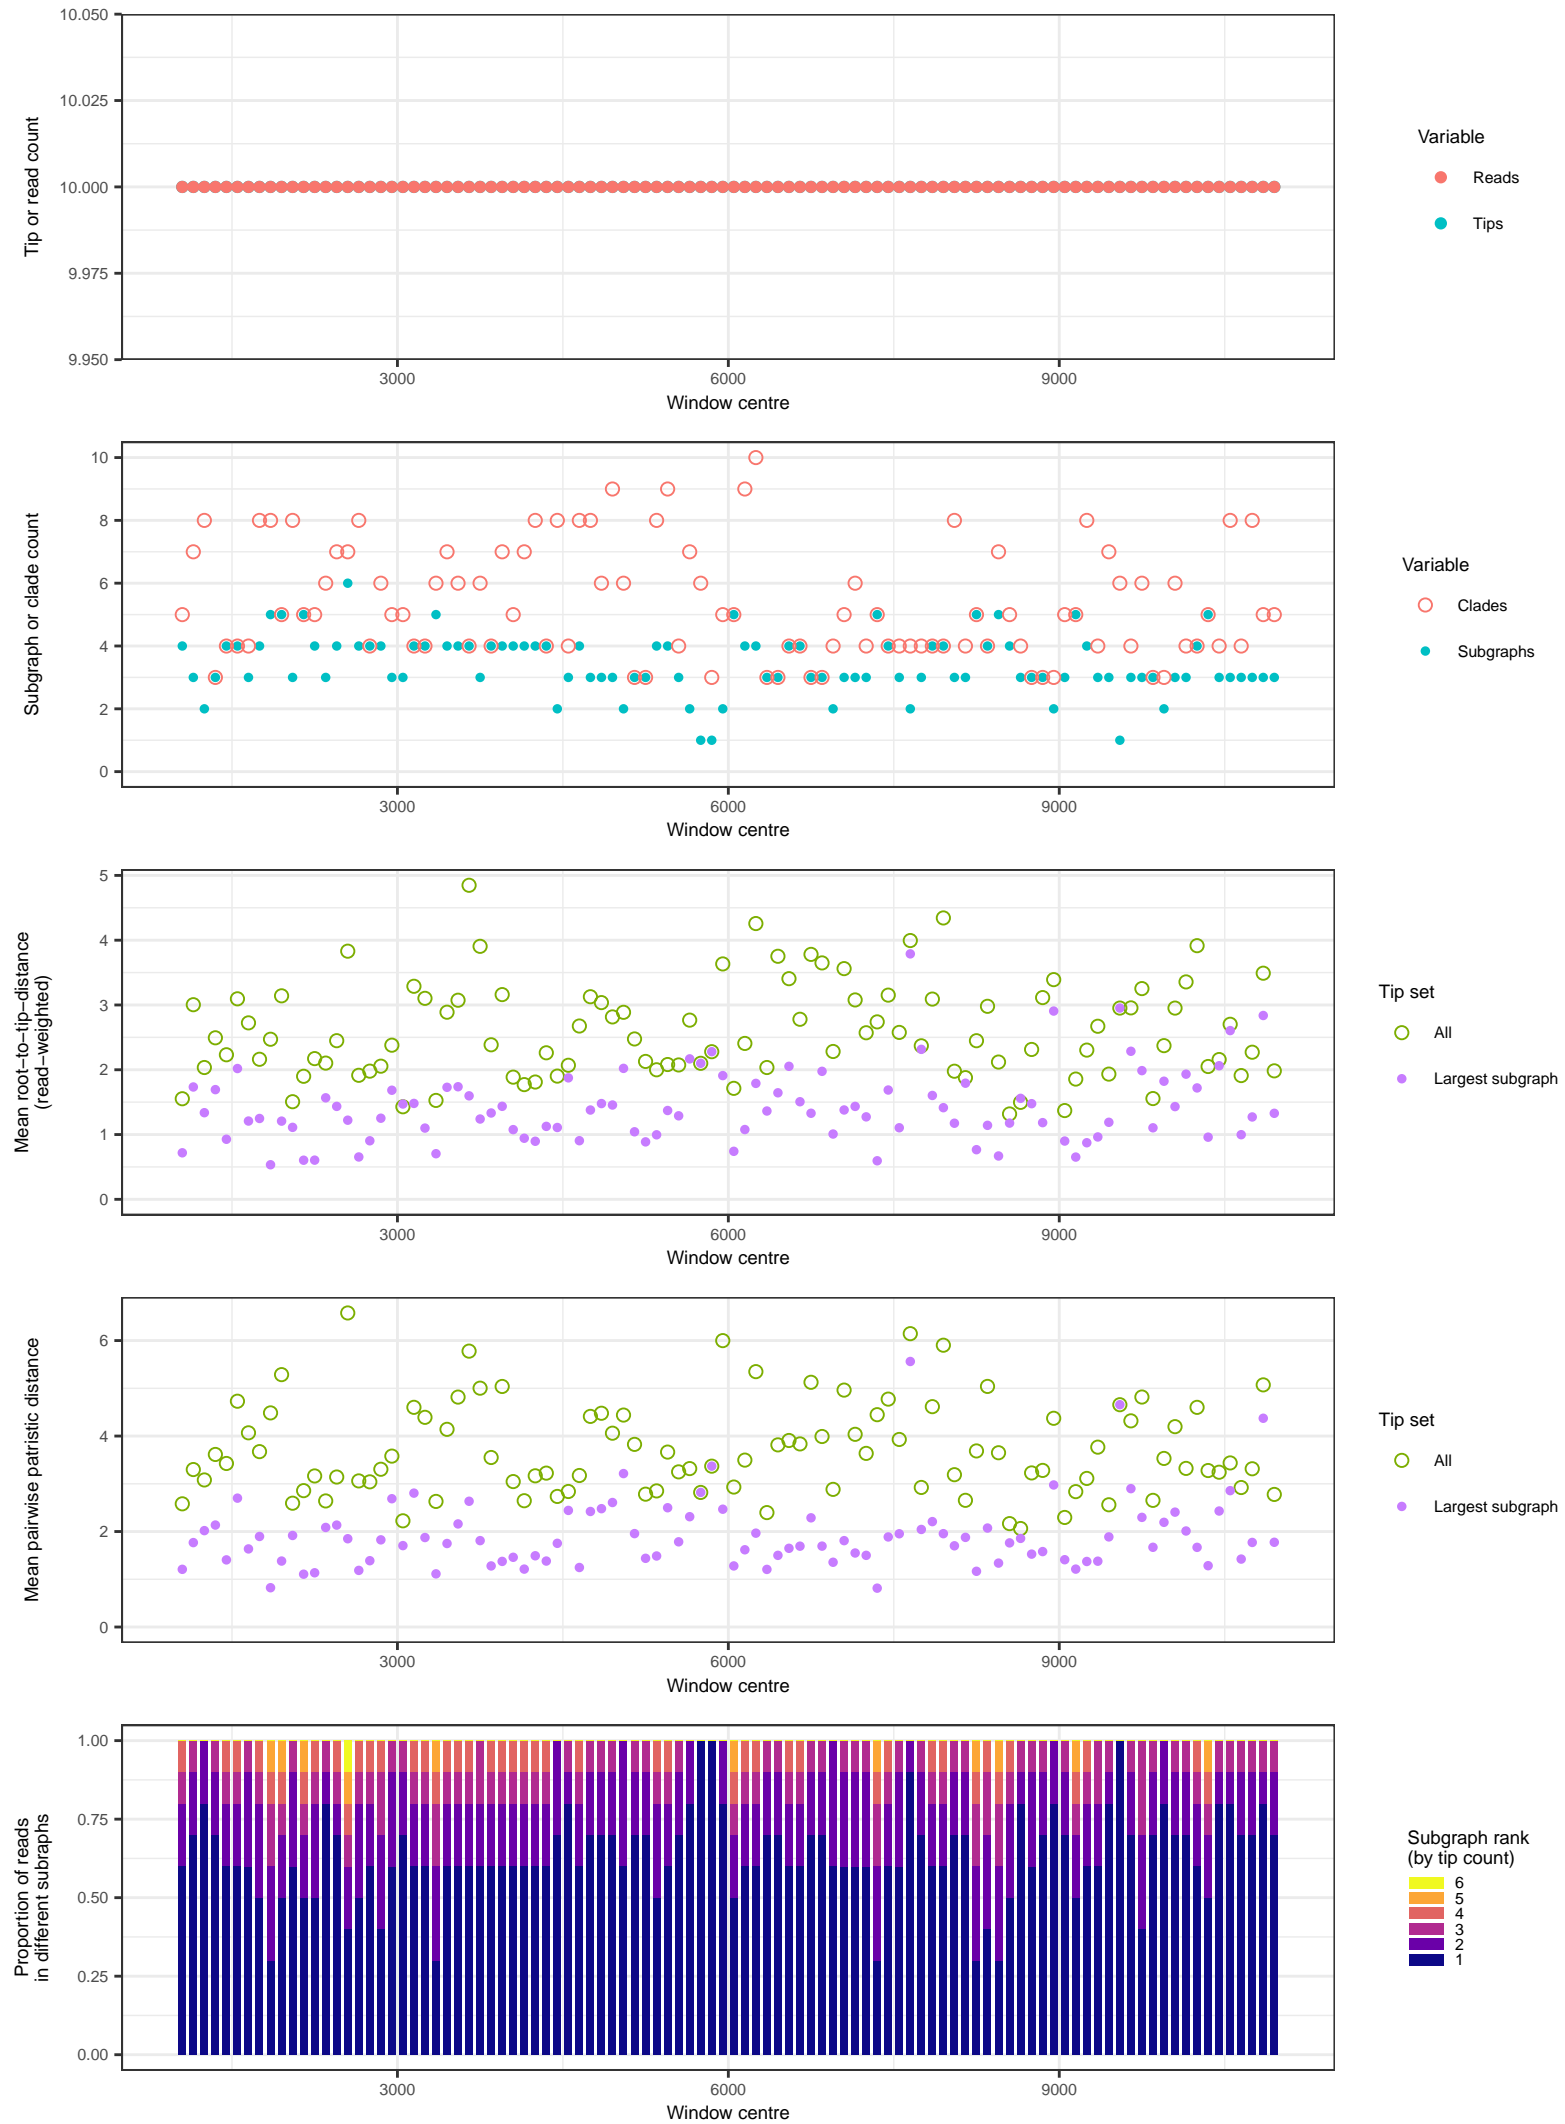 10.050
10.025
10.000
9.975
9.950
Tip or read count
3000 6000 9000
Window centre
Variable
Reads
Tips
10
8
6
4
2
0
Subgraph or clade count
3000 6000 9000
Window centre
Variable
Clades
Subgraphs
5
4
3
2
1
0
Mean root−to−tip−distance
(read−weighted)
3000 6000 9000
Window centre
Tip set
All
Largest subgraph
6
4
2
0
Mean pairwise patristic distance
3000 6000 9000
Window centre
Tip set
All
Largest subgraph
1.00
0.75
0.50
0.25
0.00
Proportion of reads
in different subraphs
3000 6000 9000
Window centre
Subgraph rank
(by tip count)
6
5
4
3
2
1